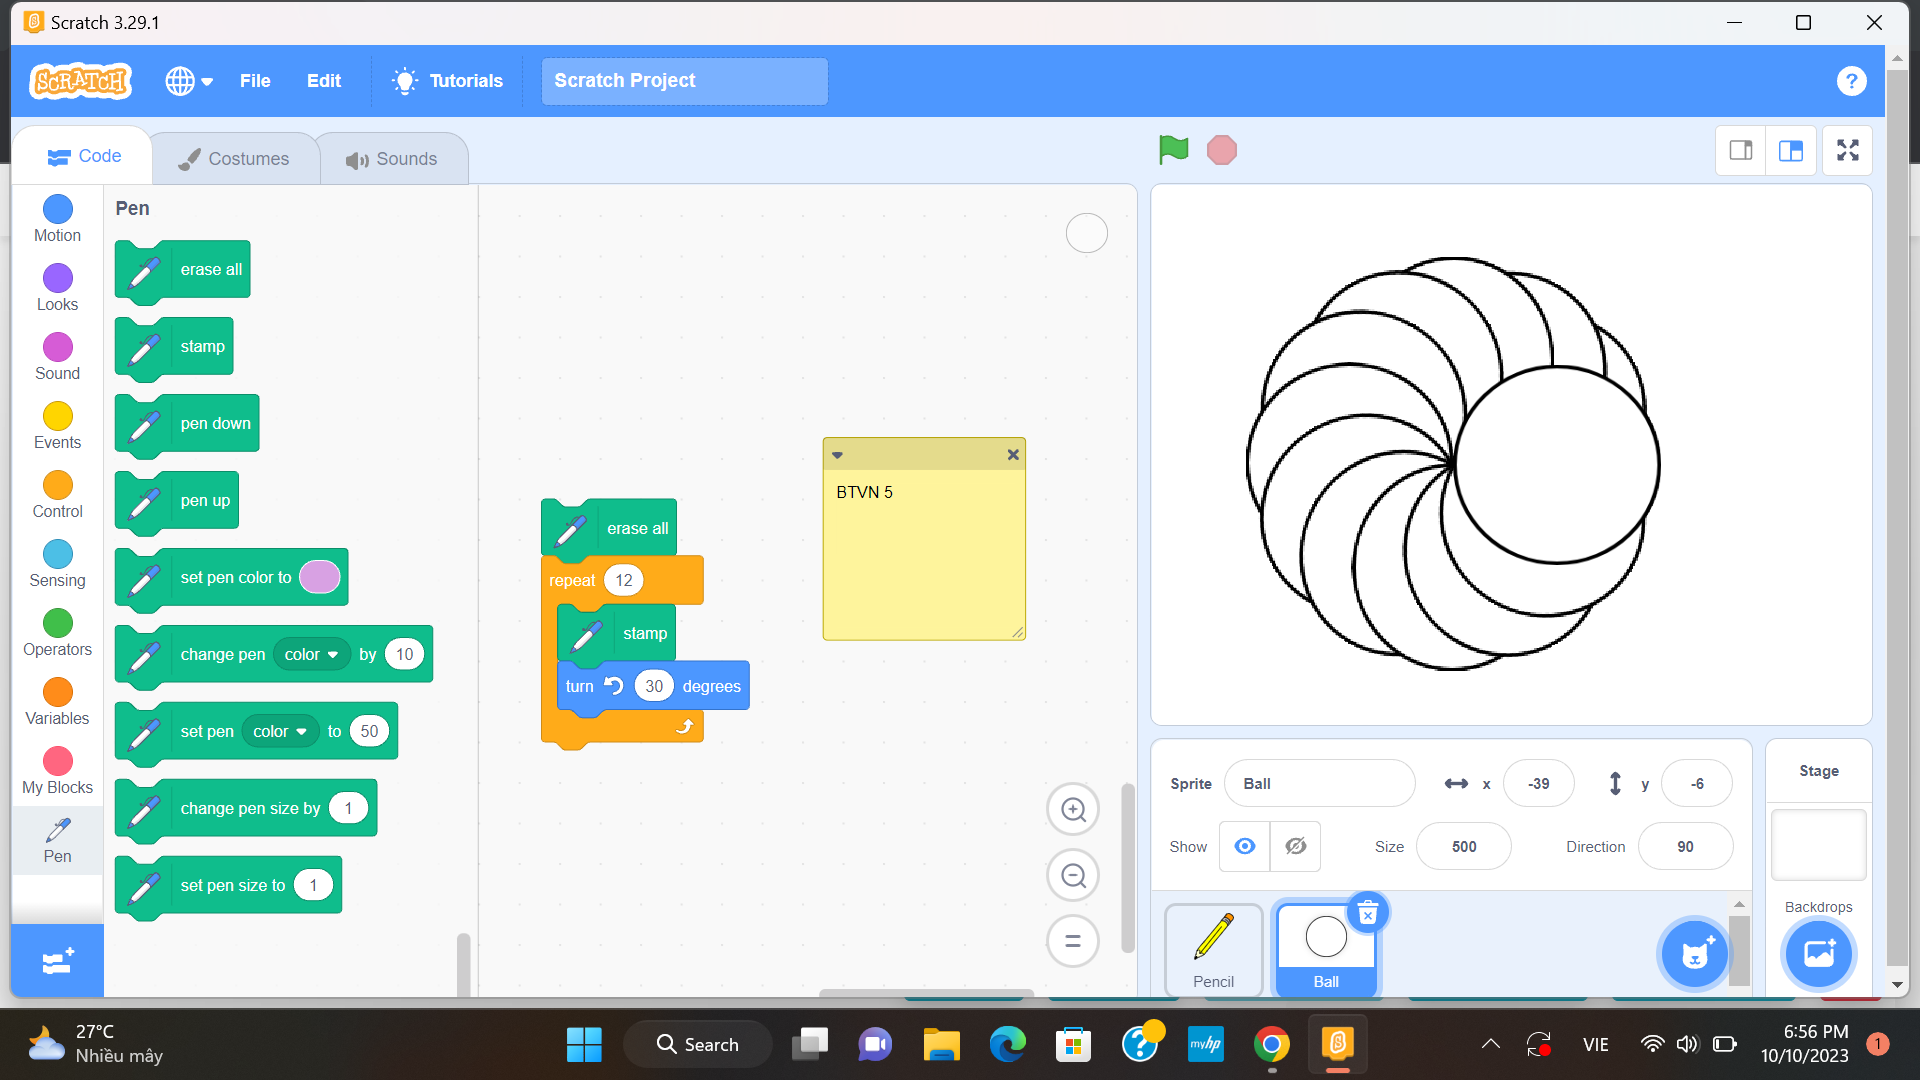 Scratch 3.29.1
SCRATCH
File
Edit
Tutorials
Scratch Project
?
Code
Costumes
Sounds
Motion
Looks
Sound
Events
Control
Sensing
Operators
Variables
My Blocks
Pen
Pen
erase all
stamp
pen down
pen up
set pen color to
change pen color by 10
set pen color to 50
change pen size by 1
set pen size to 1
erase all
repeat 12
stamp
turn 30 degrees
BTVN 5
Sprite Ball x -39 y -6
Show Size 500 Direction 90
Pencil
Ball
Stage
Backdrops
27°C
Nhiều mây
Search
myhp
VIE
6:56 PM
10/10/2023
1